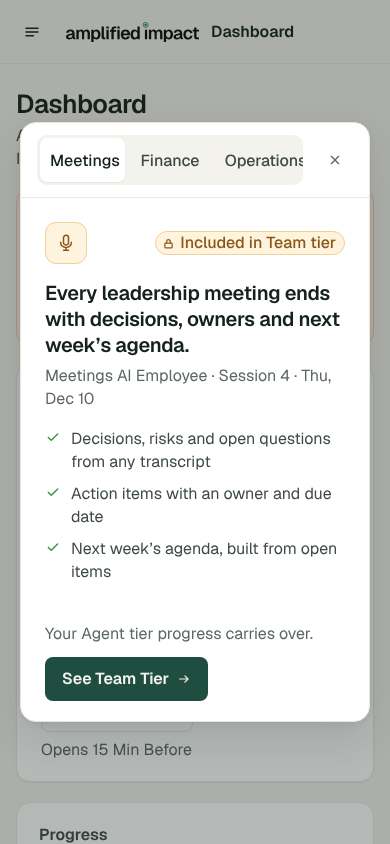 amplified impact Dashboard
Dashboard
Meetings Finance Operations
Included in Team tier
Every leadership meeting ends
with decisions, owners and next
week’s agenda.
Meetings AI Employee · Session 4 · Thu,
Dec 10
Decisions, risks and open questions
from any transcript
Action items with an owner and due
date
Next week’s agenda, built from open
items
Your Agent tier progress carries over.
See Team Tier →
Opens 15 Min Before
Progress